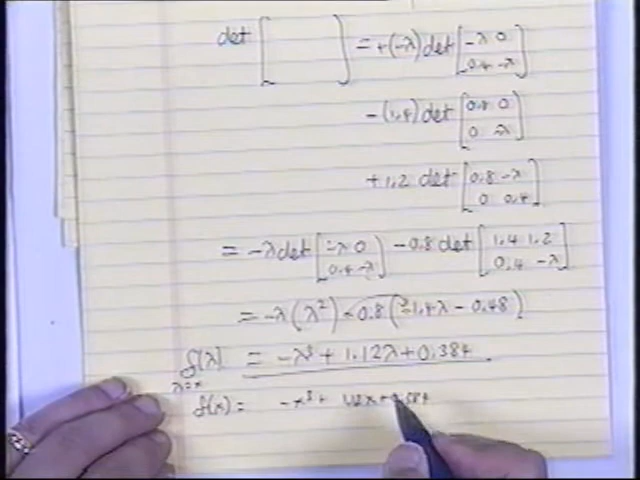 det [ ] = +(-λ) det [-λ 0
0.4 -λ]
-(1.4) det [0.8 0
0 -λ]
+1.2 det [0.8 -λ
0 0.4]
= -λ det [-λ 0
0.4 -λ] - 0.8 det [1.4 1.2
0.4 -λ]
= -λ(λ²) - 0.8(-1.4λ - 0.48)
f(λ) = -λ³ + 1.12λ + 0.384
λ=x
f(x) = -x³ + 1.12x + 0.384